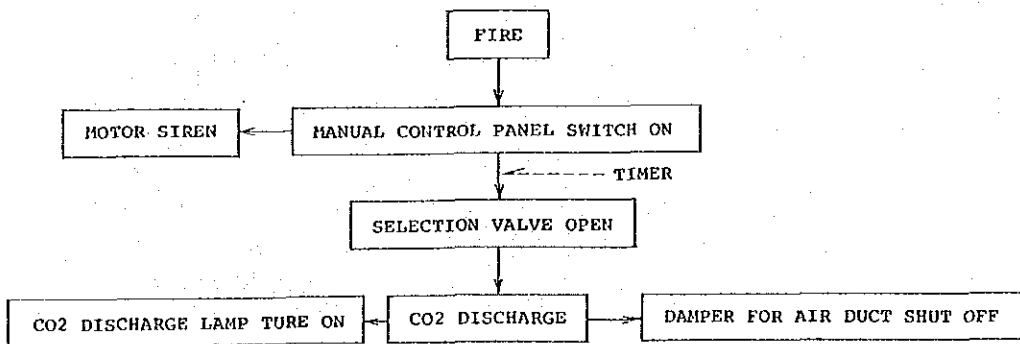 FIRE
MOTOR SIREN
MANUAL CONTROL PANEL SWITCH ON
TIMER
SELECTION VALVE OPEN
CO2 DISCHARGE LAMP TURE ON
CO2 DISCHARGE
DAMPER FOR AIR DUCT SHUT OFF